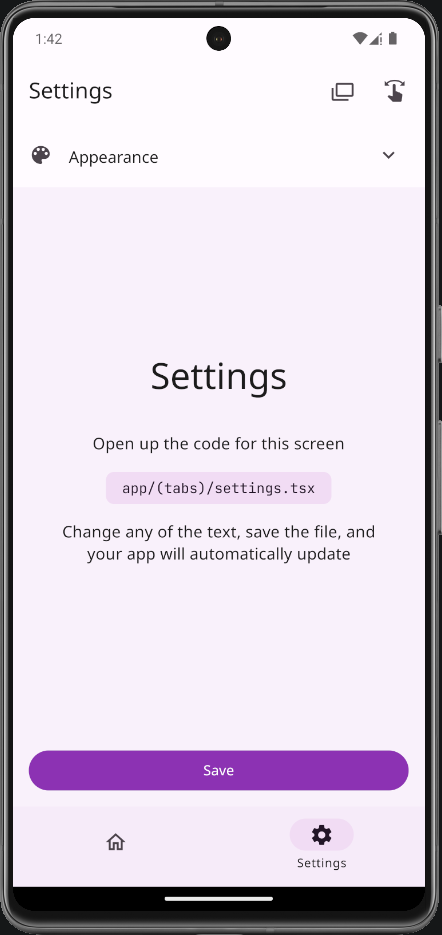 1:42
Settings
Appearance
Settings
Open up the code for this screen
app/(tabs)/settings.tsx
Change any of the text, save the file, and
your app will automatically update
Save
Settings